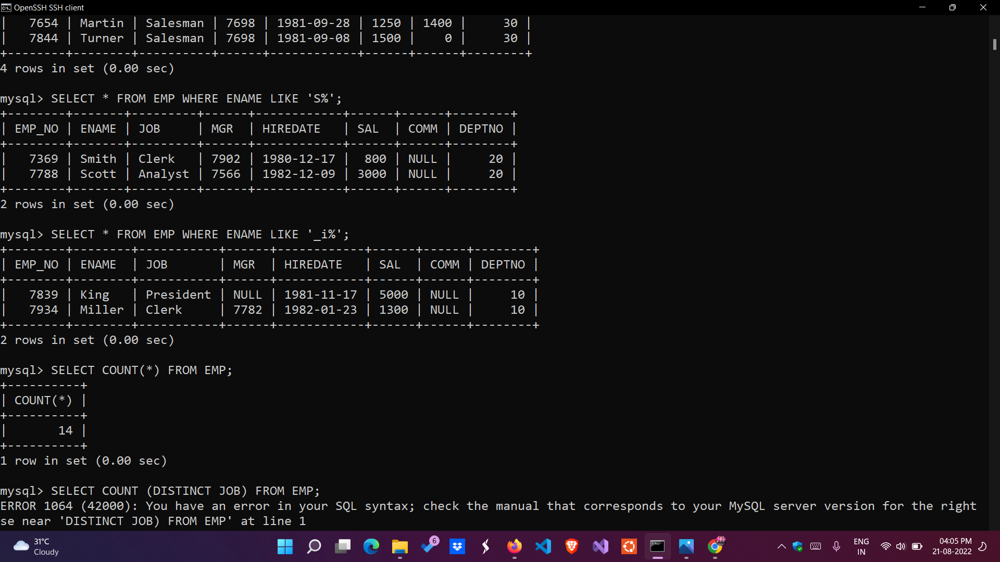 OpenSSH SSH client
|   7654 | Martin | Salesman | 7698 | 1981-09-28 | 1250 | 1400 |     30 |
|   7844 | Turner | Salesman | 7698 | 1981-09-08 | 1500 |    0 |     30 |
+--------+--------+----------+------+------------+------+------+--------+
4 rows in set (0.00 sec)
mysql> SELECT * FROM EMP WHERE ENAME LIKE 'S%';
+--------+-------+---------+------+------------+------+------+--------+
| EMP_NO | ENAME | JOB     | MGR  | HIREDATE   | SAL  | COMM | DEPTNO |
+--------+-------+---------+------+------------+------+------+--------+
|   7369 | Smith | Clerk   | 7902 | 1980-12-17 |  800 | NULL |     20 |
|   7788 | Scott | Analyst | 7566 | 1982-12-09 | 3000 | NULL |     20 |
+--------+-------+---------+------+------------+------+------+--------+
2 rows in set (0.00 sec)
mysql> SELECT * FROM EMP WHERE ENAME LIKE '_i%';
+--------+--------+-----------+------+------------+------+------+--------+
| EMP_NO | ENAME  | JOB       | MGR  | HIREDATE   | SAL  | COMM | DEPTNO |
+--------+--------+-----------+------+------------+------+------+--------+
|   7839 | King   | President | NULL | 1981-11-17 | 5000 | NULL |     10 |
|   7934 | Miller | Clerk     | 7782 | 1982-01-23 | 1300 | NULL |     10 |
+--------+--------+-----------+------+------------+------+------+--------+
2 rows in set (0.00 sec)
mysql> SELECT COUNT(*) FROM EMP;
+----------+
| COUNT(*) |
+----------+
|       14 |
+----------+
1 row in set (0.00 sec)
mysql> SELECT COUNT (DISTINCT JOB) FROM EMP;
ERROR 1064 (42000): You have an error in your SQL syntax; check the manual that corresponds to your MySQL server version for the right
se near 'DISTINCT JOB) FROM EMP' at line 1
31°C
Cloudy
6
ENG
IN
04:05 PM
21-08-2022